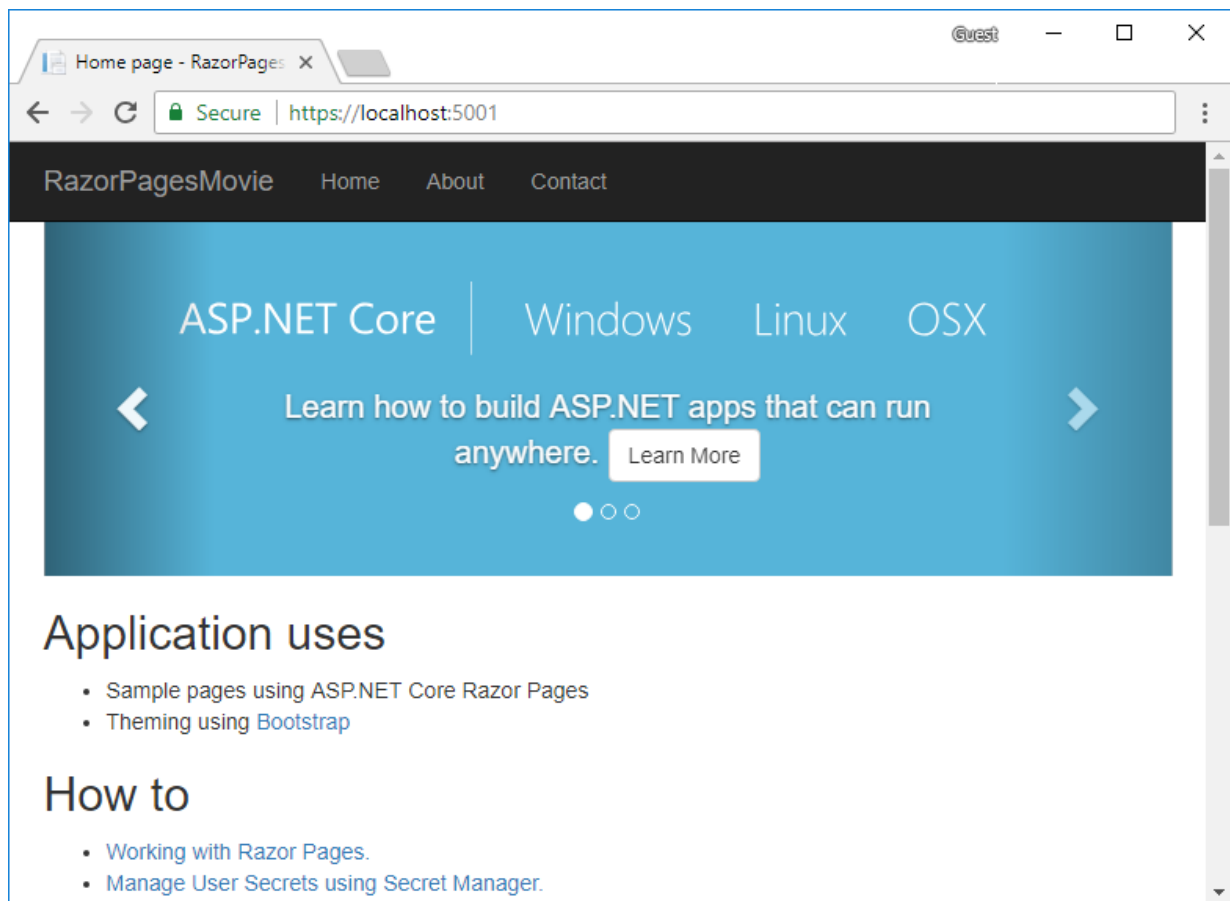 Guest
Home page - RazorPages
Secure https://localhost:5001
RazorPagesMovie Home About Contact
ASP.NET Core Windows Linux OSX
Learn how to build ASP.NET apps that can run
anywhere. Learn More
Application uses
Sample pages using ASP.NET Core Razor Pages
Theming using Bootstrap
How to
Working with Razor Pages.
Manage User Secrets using Secret Manager.